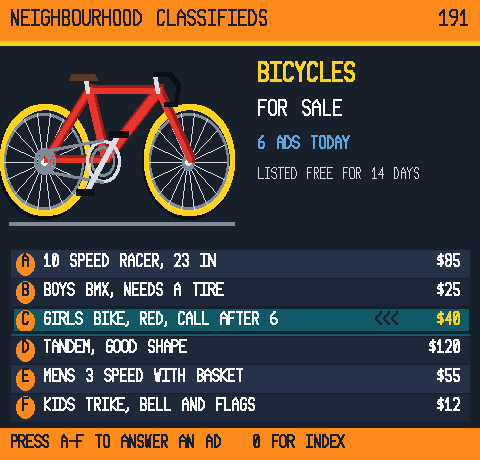 NEIGHBOURHOOD CLASSIFIEDS 191
BICYCLES
FOR SALE
6 ADS TODAY
LISTED FREE FOR 14 DAYS
A 10 SPEED RACER, 23 IN $85
B BOYS BMX, NEEDS A TIRE $25
C GIRLS BIKE, RED, CALL AFTER 6 <<< $40
D TANDEM, GOOD SHAPE $120
E MENS 3 SPEED WITH BASKET $55
F KIDS TRIKE, BELL AND FLAGS $12
PRESS A-F TO ANSWER AN AD 0 FOR INDEX